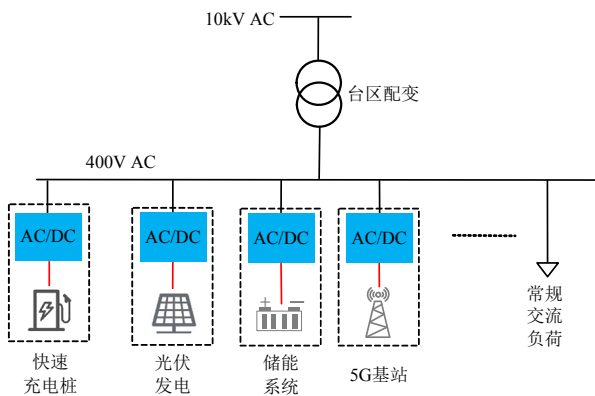 10kV AC
台区配变
400V AC
AC/DC
AC/DC
AC/DC
AC/DC
快速
充电桩
光伏
发电
储能
系统
5G基站
常规
交流
负荷